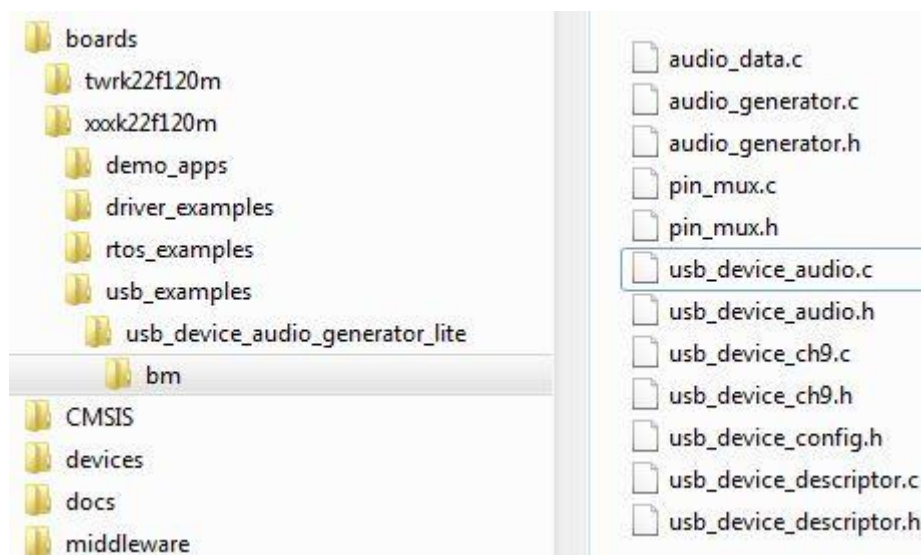 boards
twrk22f120m
xxxk22f120m
demo_apps
driver_examples
rtos_examples
usb_examples
usb_device_audio_generator_lite
bm
CMSIS
devices
docs
middleware
audio_data.c
audio_generator.c
audio_generator.h
pin_mux.c
pin_mux.h
usb_device_audio.c
usb_device_audio.h
usb_device_ch9.c
usb_device_ch9.h
usb_device_config.h
usb_device_descriptor.c
usb_device_descriptor.h